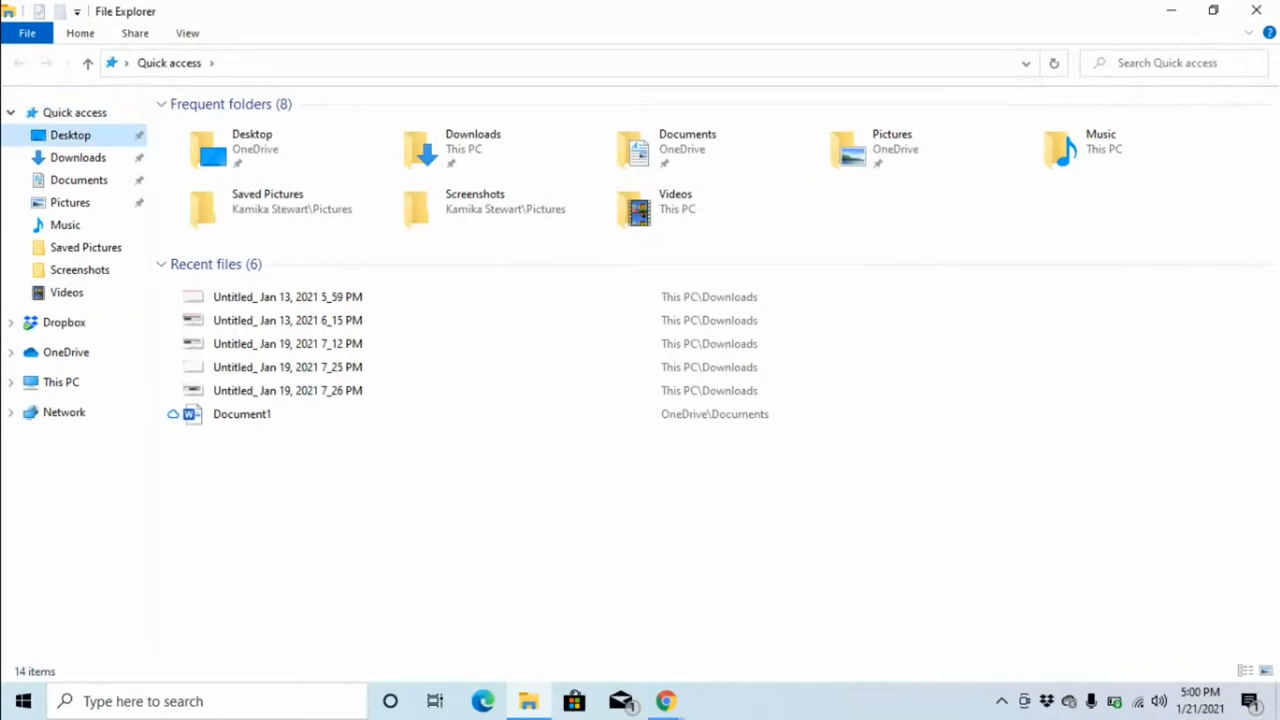 File Explorer
File Home Share View
Quick access
Search Quick access
Quick access
Desktop
Downloads
Documents
Pictures
Music
Saved Pictures
Screenshots
Videos
Dropbox
OneDrive
This PC
Network
Frequent folders (8)
Desktop
OneDrive
Downloads
This PC
Documents
OneDrive
Pictures
OneDrive
Music
This PC
Saved Pictures
Kamika Stewart\Pictures
Screenshots
Kamika Stewart\Pictures
Videos
This PC
Recent files (6)
Untitled_ Jan 13, 2021 5_59 PM This PC\Downloads
Untitled_ Jan 13, 2021 6_15 PM This PC\Downloads
Untitled_ Jan 19, 2021 7_12 PM This PC\Downloads
Untitled_ Jan 19, 2021 7_25 PM This PC\Downloads
Untitled_ Jan 19, 2021 7_26 PM This PC\Downloads
Document1 OneDrive\Documents
14 items
Type here to search
5:00 PM
1/21/2021